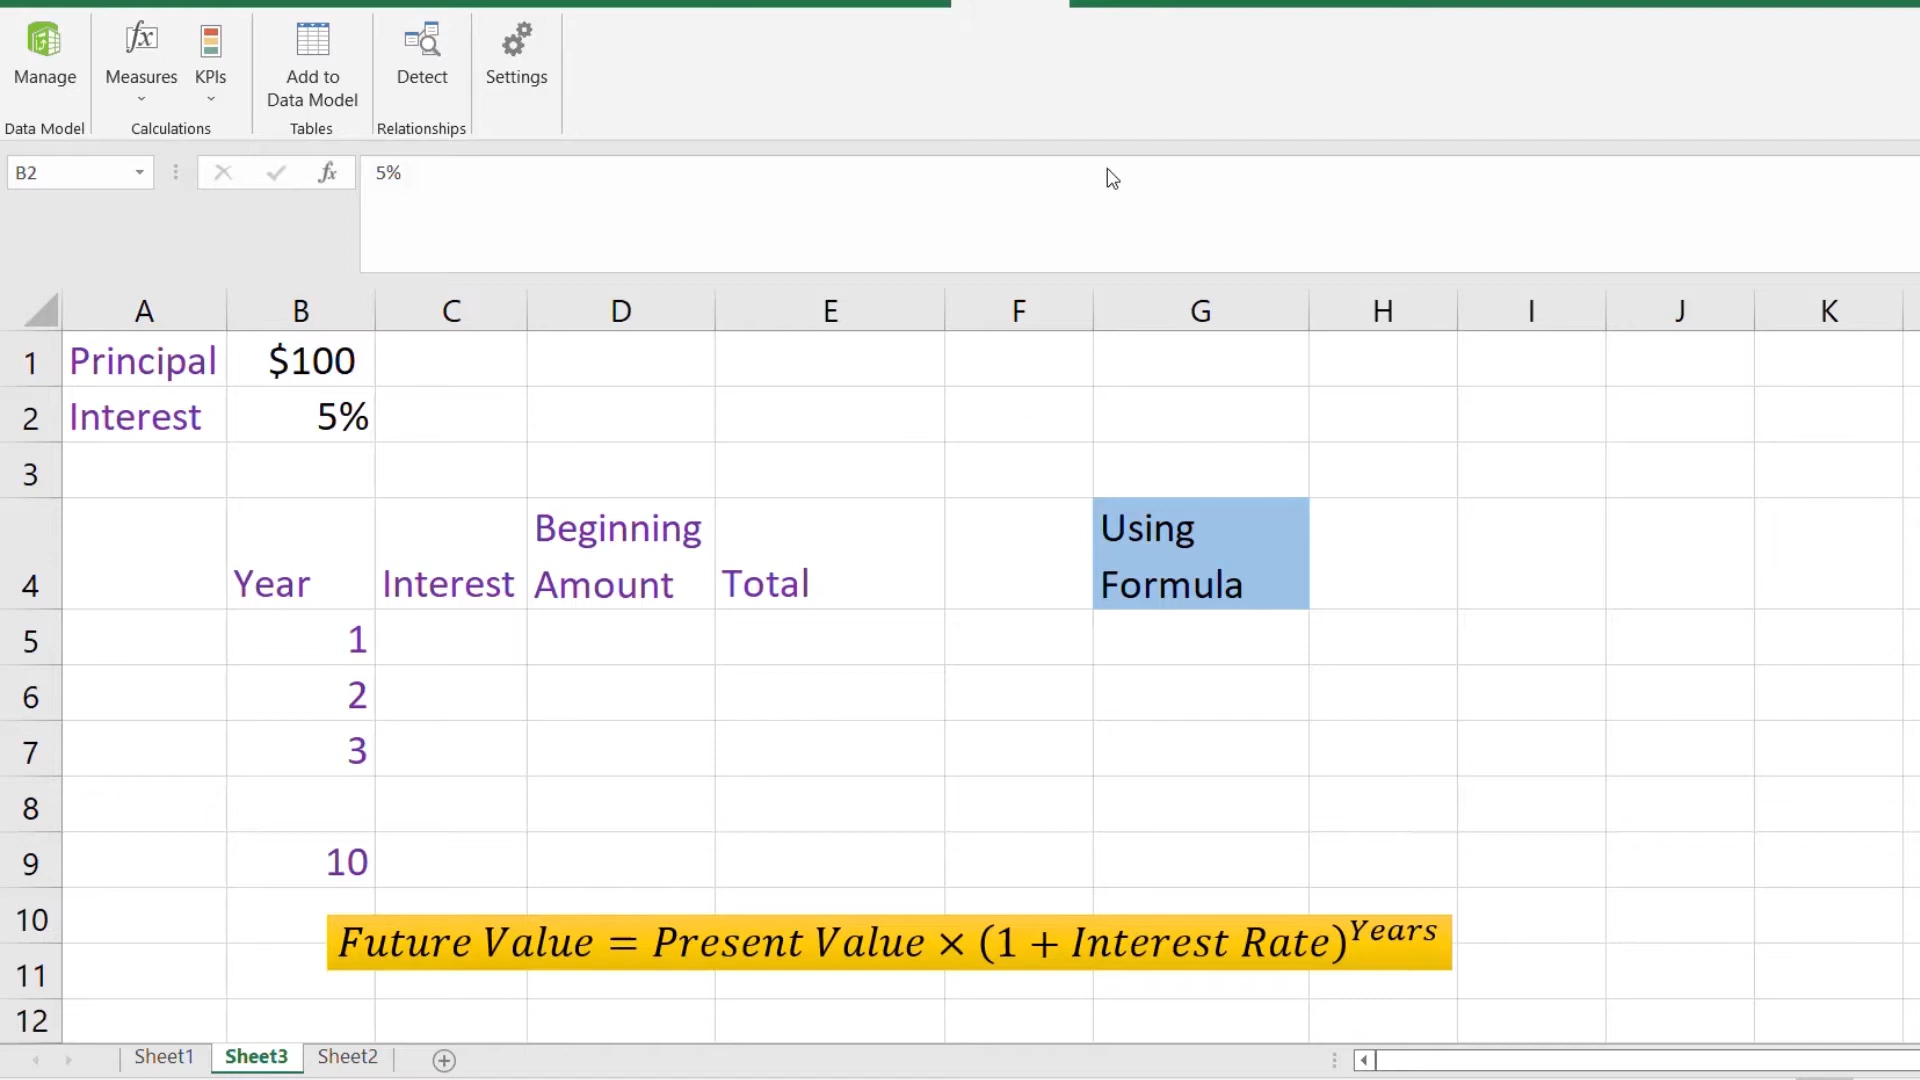 Manage
Measures
KPIs
Add to
Data Model
Detect
Settings
Data Model
Calculations
Tables
Relationships
B2
fx
5%
A B C D E F G H I J K
1 Principal $100
2 Interest 5%
3
Beginning Using
4 Year Interest Amount Total Formula
5 1
6 2
7 3
8
9 10
10
Future Value = Present Value × (1 + Interest Rate)^Years
11
12
Sheet1 Sheet3 Sheet2